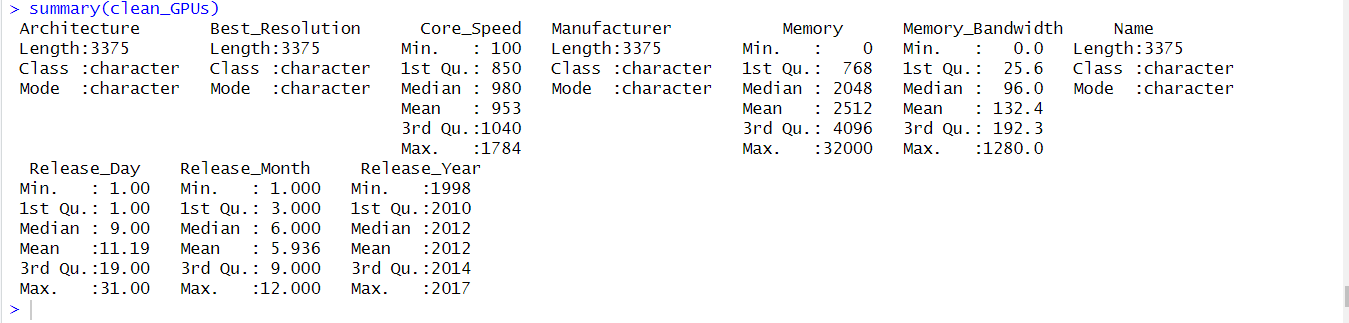 > summary(clean_GPUs)
 Architecture       Best_Resolution      Core_Speed   Manufacturer           Memory      Memory_Bandwidth     Name
 Length:3375        Length:3375        Min.   : 100   Length:3375        Min.   :    0   Min.   :   0.0   Length:3375
 Class :character   Class :character   1st Qu.: 850   Class :character   1st Qu.:  768   1st Qu.:  25.6   Class :character
 Mode  :character   Mode  :character   Median : 980   Mode  :character   Median : 2048   Median :  96.0   Mode  :character
                                       Mean   : 953                      Mean   : 2512   Mean   : 132.4
                                       3rd Qu.:1040                      3rd Qu.: 4096   3rd Qu.: 192.3
                                       Max.   :1784                      Max.   :32000   Max.   :1280.0
  Release_Day    Release_Month     Release_Year
 Min.   : 1.00   Min.   : 1.000   Min.   :1998
 1st Qu.: 1.00   1st Qu.: 3.000   1st Qu.:2010
 Median : 9.00   Median : 6.000   Median :2012
 Mean   :11.19   Mean   : 5.936   Mean   :2012
 3rd Qu.:19.00   3rd Qu.: 9.000   3rd Qu.:2014
 Max.   :31.00   Max.   :12.000   Max.   :2017
>